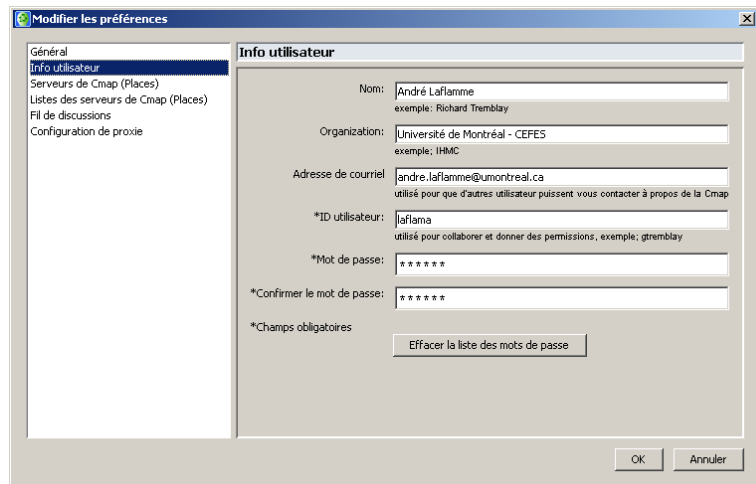 Modifier les préférences
Général
Info utilisateur
Serveurs de Cmap (Places)
Listes des serveurs de Cmap (Places)
Fil de discussions
Configuration de proxie
Info utilisateur
Nom: André Laflamme
exemple: Richard Tremblay
Organization: Université de Montréal - CEFES
exemple; IHMC
Adresse de courriel andre.laflamme@umontreal.ca
utilisé pour que d'autres utilisateur puissent vous contacter à propos de la Cmap
*ID utilisateur: laflama
utilisé pour collaborer et donner des permissions, exemple; gtremblay
*Mot de passe: ******
*Confirmer le mot de passe: ******
*Champs obligatoires
Effacer la liste des mots de passe
OK Annuler